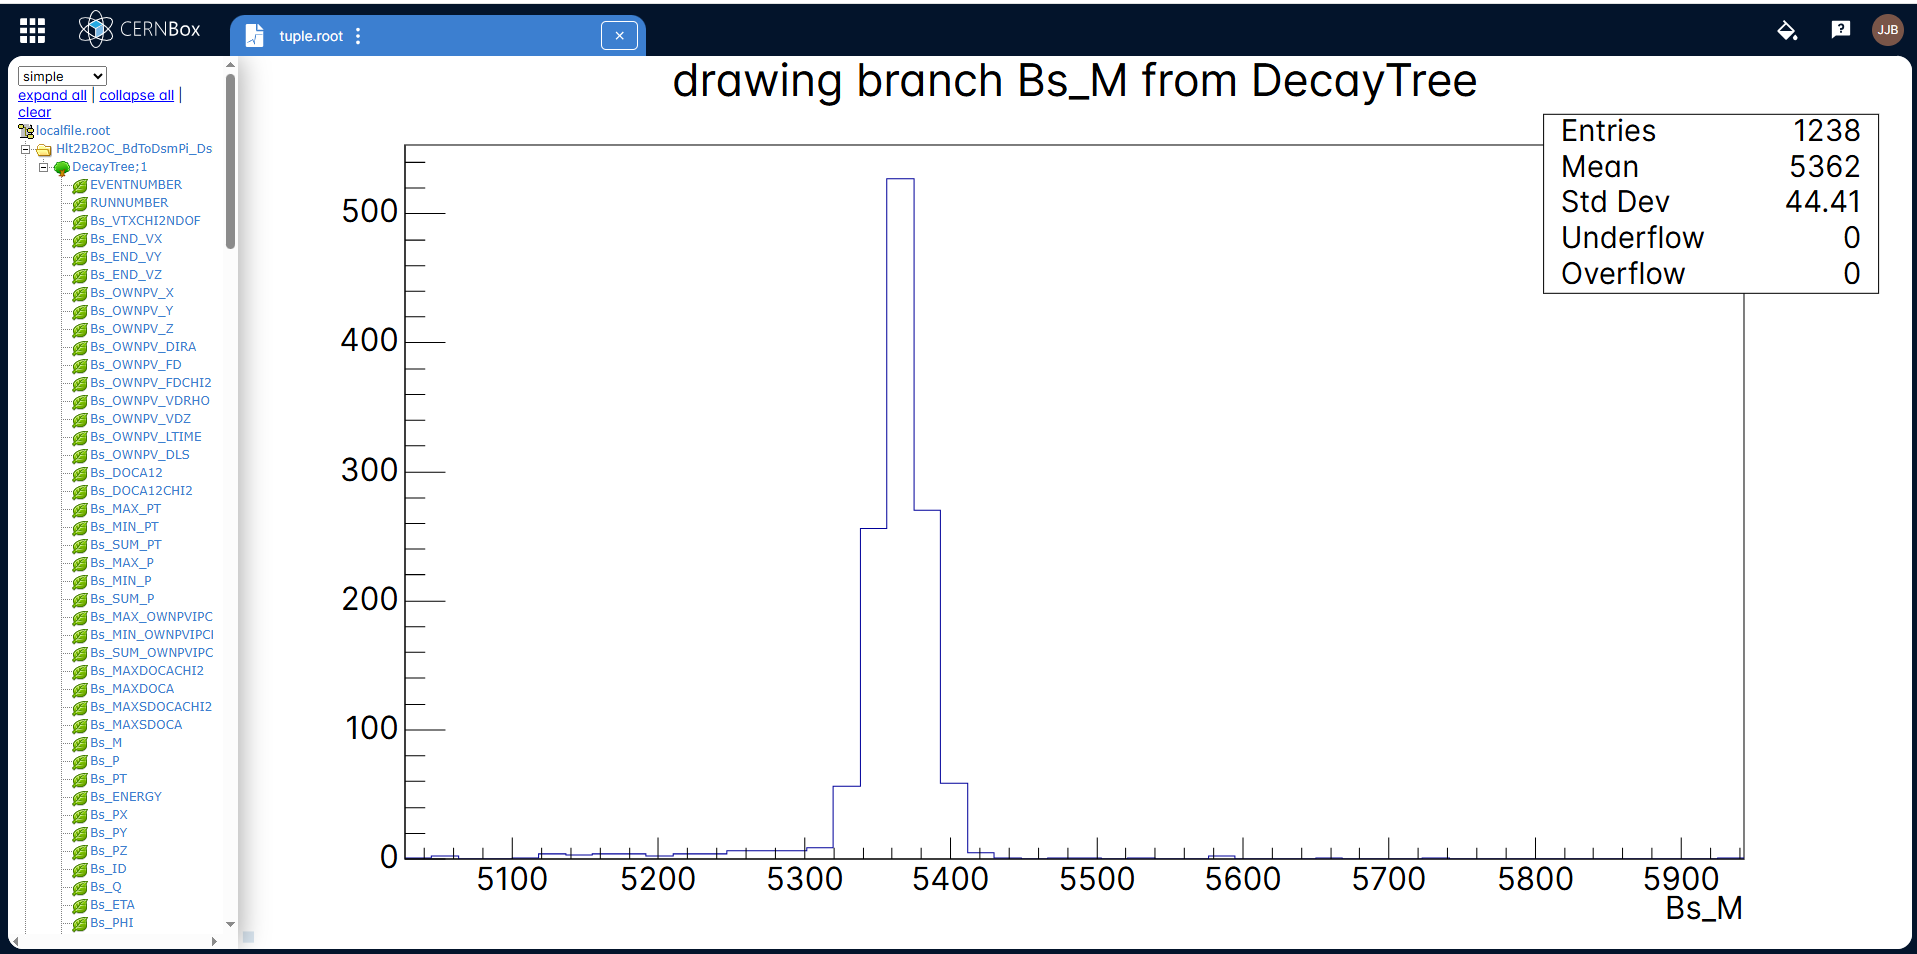 CERNBox
tuple.root
JJB
simple
expand all | collapse all |
clear
localfile.root
Hlt2B2OC_BdToDsmPi_Ds
DecayTree;1
EVENTNUMBER
RUNNUMBER
Bs_VTXCHI2NDOF
Bs_END_VX
Bs_END_VY
Bs_END_VZ
Bs_OWNPV_X
Bs_OWNPV_Y
Bs_OWNPV_Z
Bs_OWNPV_DIRA
Bs_OWNPV_FD
Bs_OWNPV_FDCHI2
Bs_OWNPV_VDRHO
Bs_OWNPV_VDZ
Bs_OWNPV_LTIME
Bs_OWNPV_DLS
Bs_DOCA12
Bs_DOCA12CHI2
Bs_MAX_PT
Bs_MIN_PT
Bs_SUM_PT
Bs_MAX_P
Bs_MIN_P
Bs_SUM_P
Bs_MAX_OWNPVIPC
Bs_MIN_OWNPVIPC
Bs_SUM_OWNPVIPC
Bs_MAXDOCACHI2
Bs_MAXDOCA
Bs_MAXSDOCACHI2
Bs_MAXSDOCA
Bs_M
Bs_P
Bs_PT
Bs_ENERGY
Bs_PX
Bs_PY
Bs_PZ
Bs_ID
Bs_Q
Bs_ETA
Bs_PHI
drawing branch Bs_M from DecayTree
Entries 1238
Mean 5362
Std Dev 44.41
Underflow 0
Overflow 0
500
400
300
200
100
0
5100 5200 5300 5400 5500 5600 5700 5800 5900
Bs_M